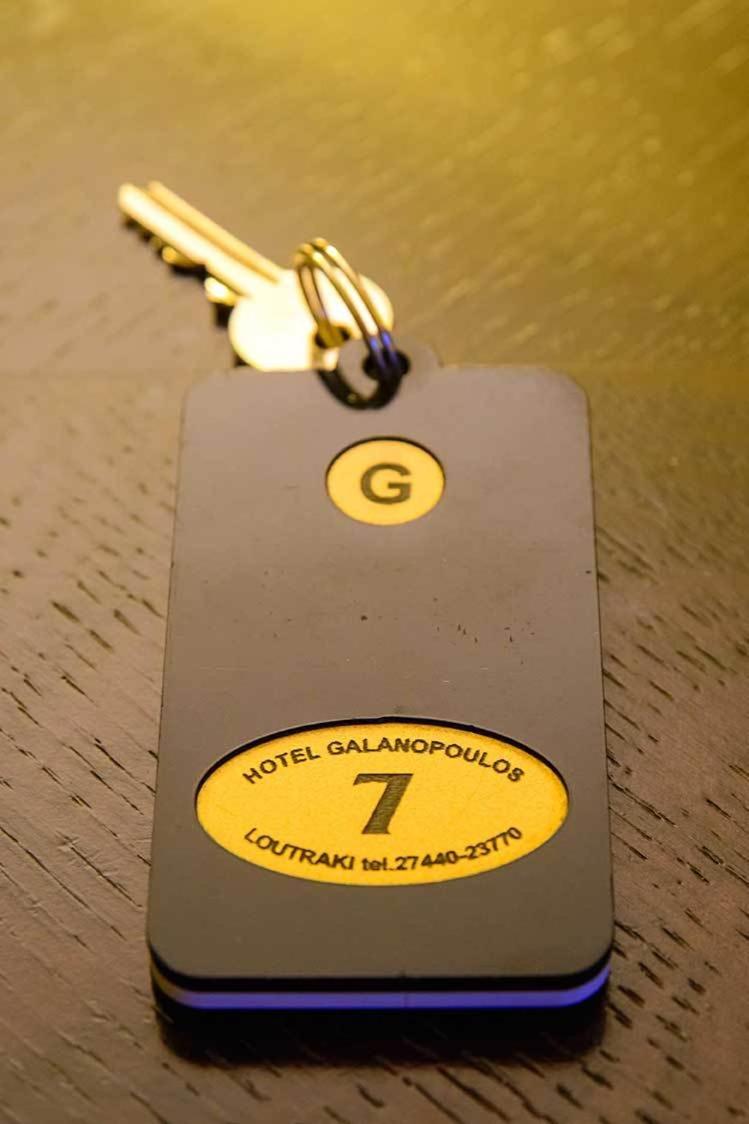 G
HOTEL GALANOPOULOS
7
LOUTRAKI tel.27440-23770